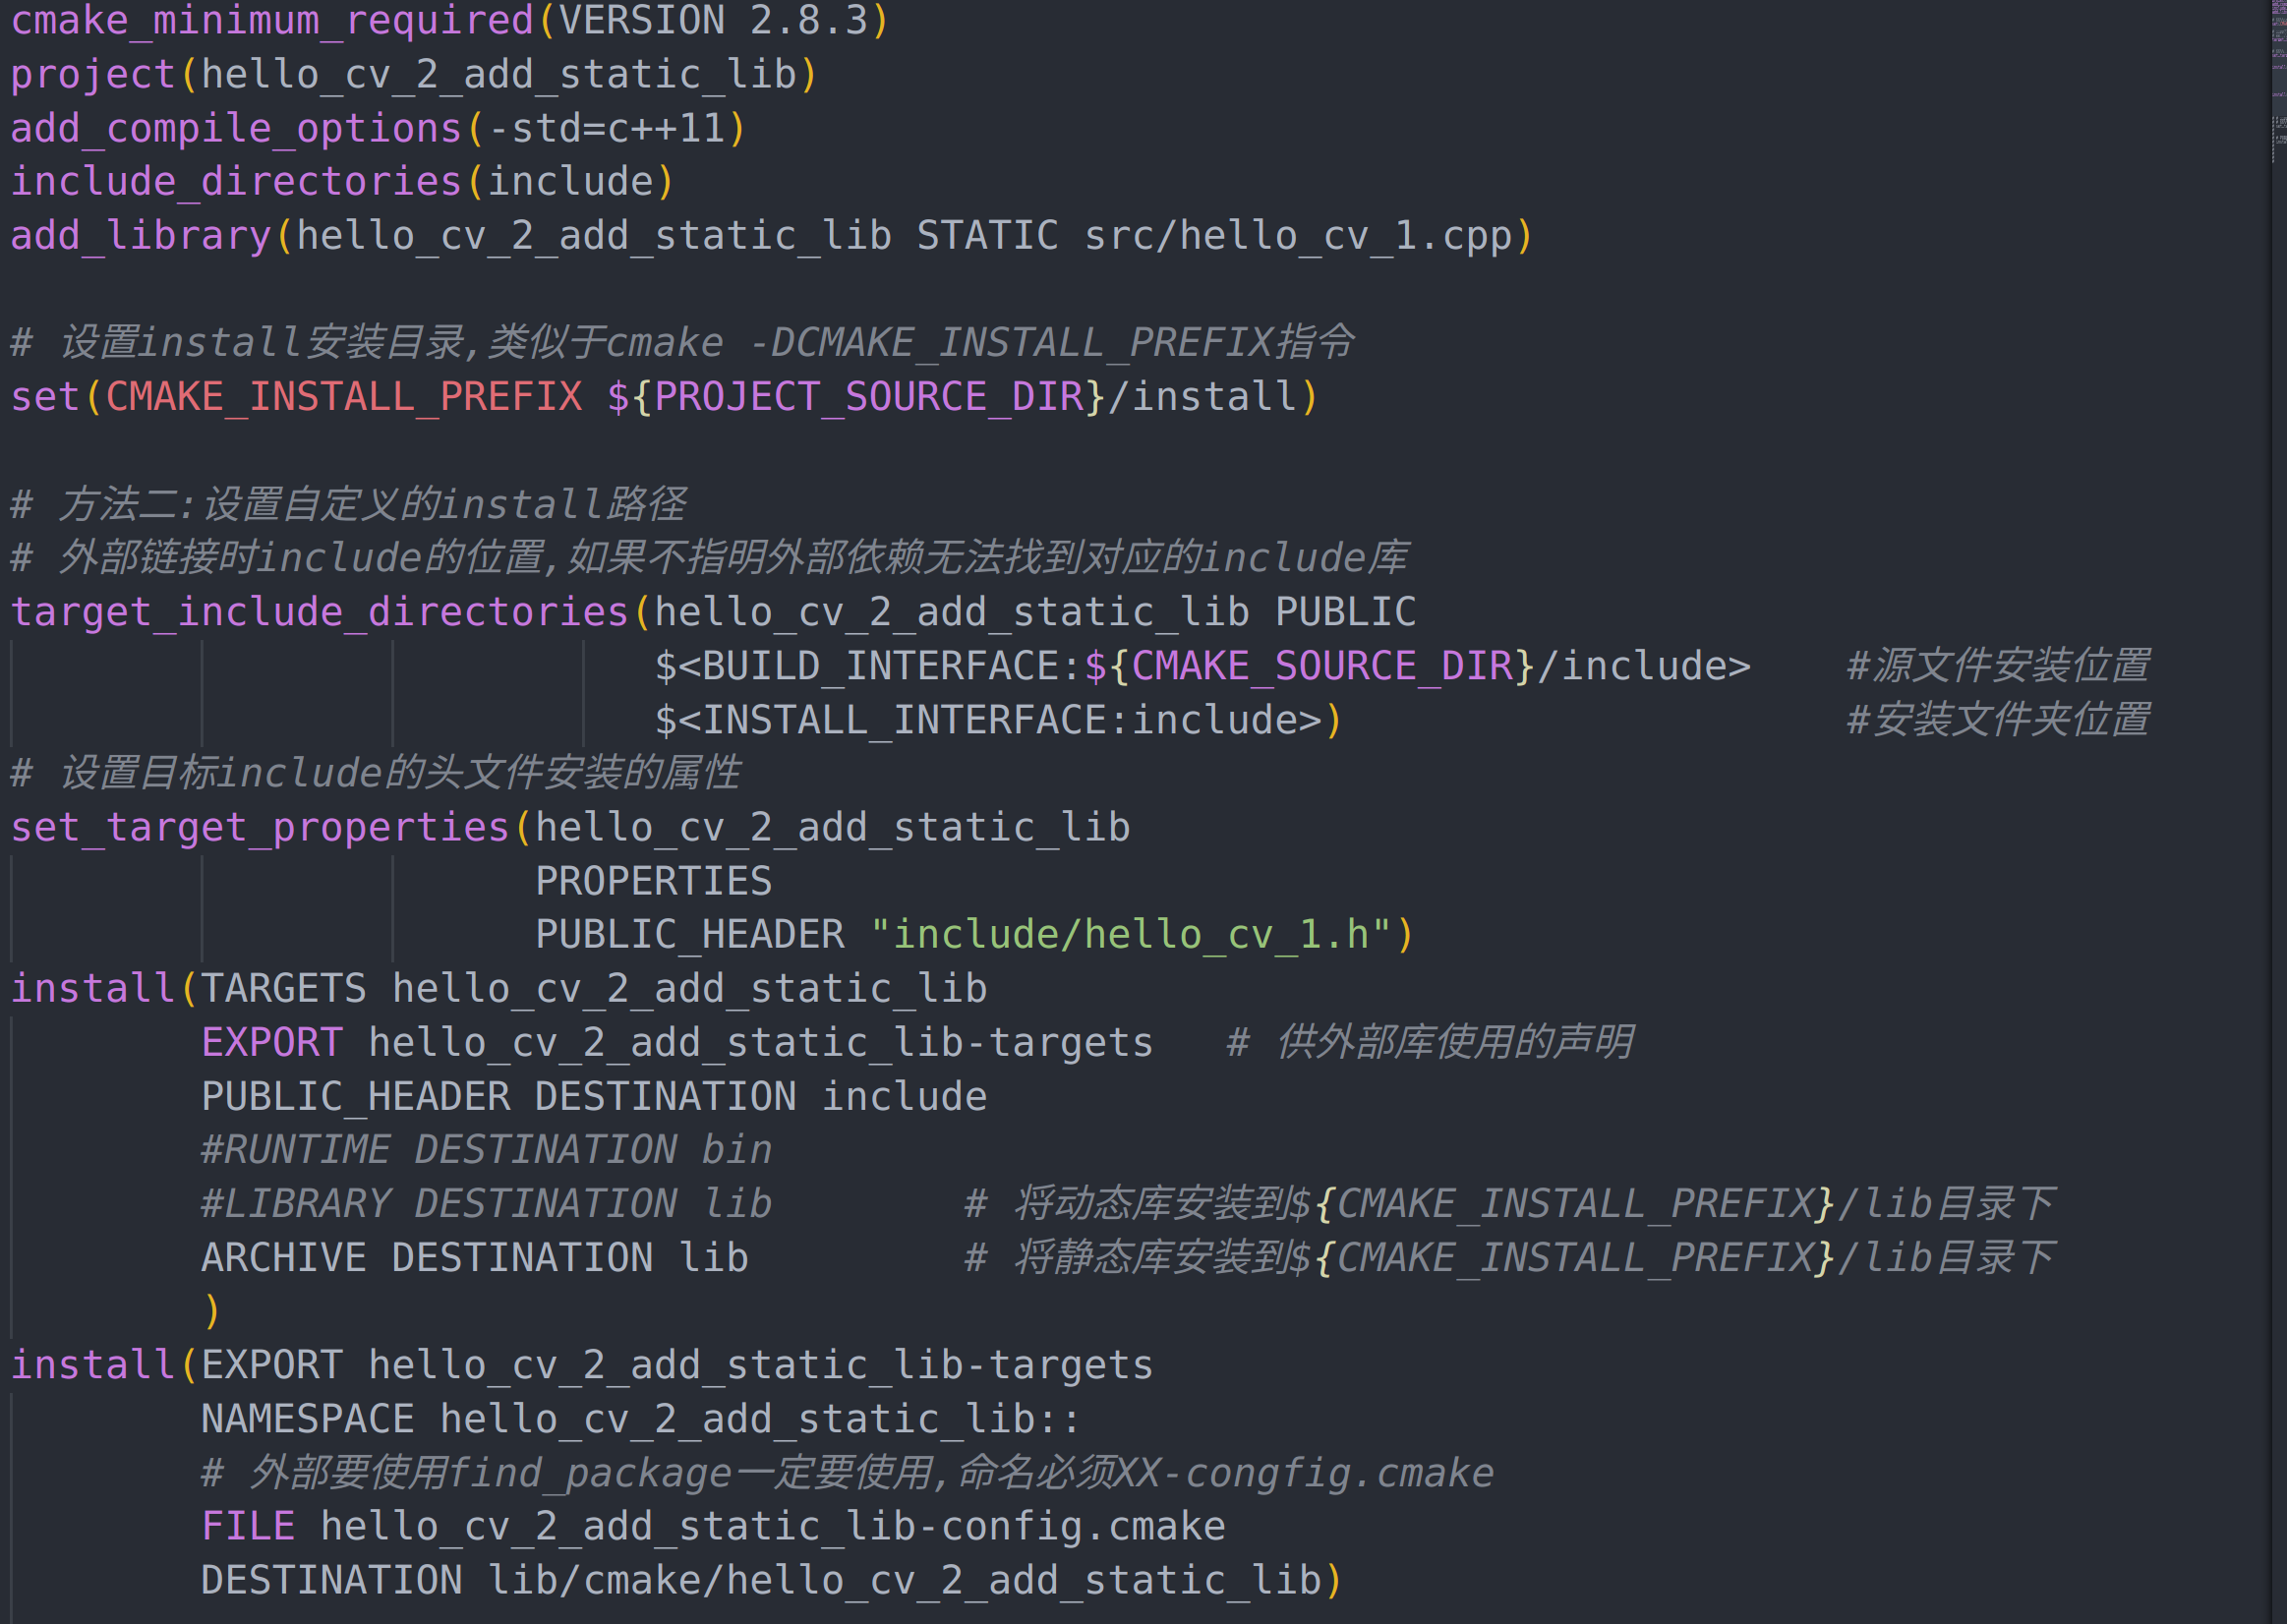 cmake_minimum_required(VERSION 2.8.3)
project(hello_cv_2_add_static_lib)
add_compile_options(-std=c++11)
include_directories(include)
add_library(hello_cv_2_add_static_lib STATIC src/hello_cv_1.cpp)
# 设置install安装目录,类似于cmake -DCMAKE_INSTALL_PREFIX指令
set(CMAKE_INSTALL_PREFIX ${PROJECT_SOURCE_DIR}/install)
# 方法二:设置自定义的install路径
# 外部链接时include的位置,如果不指明外部依赖无法找到对应的include库
target_include_directories(hello_cv_2_add_static_lib PUBLIC
$<BUILD_INTERFACE:${CMAKE_SOURCE_DIR}/include>    #源文件安装位置
$<INSTALL_INTERFACE:include>)                     #安装文件夹位置
# 设置目标include的头文件安装的属性
set_target_properties(hello_cv_2_add_static_lib
PROPERTIES
PUBLIC_HEADER "include/hello_cv_1.h")
install(TARGETS hello_cv_2_add_static_lib
EXPORT hello_cv_2_add_static_lib-targets   # 供外部库使用的声明
PUBLIC_HEADER DESTINATION include
#RUNTIME DESTINATION bin
#LIBRARY DESTINATION lib        # 将动态库安装到${CMAKE_INSTALL_PREFIX}/lib目录下
ARCHIVE DESTINATION lib         # 将静态库安装到${CMAKE_INSTALL_PREFIX}/lib目录下
)
install(EXPORT hello_cv_2_add_static_lib-targets
NAMESPACE hello_cv_2_add_static_lib::
# 外部要使用find_package一定要使用,命名必须XX-congfig.cmake
FILE hello_cv_2_add_static_lib-config.cmake
DESTINATION lib/cmake/hello_cv_2_add_static_lib)